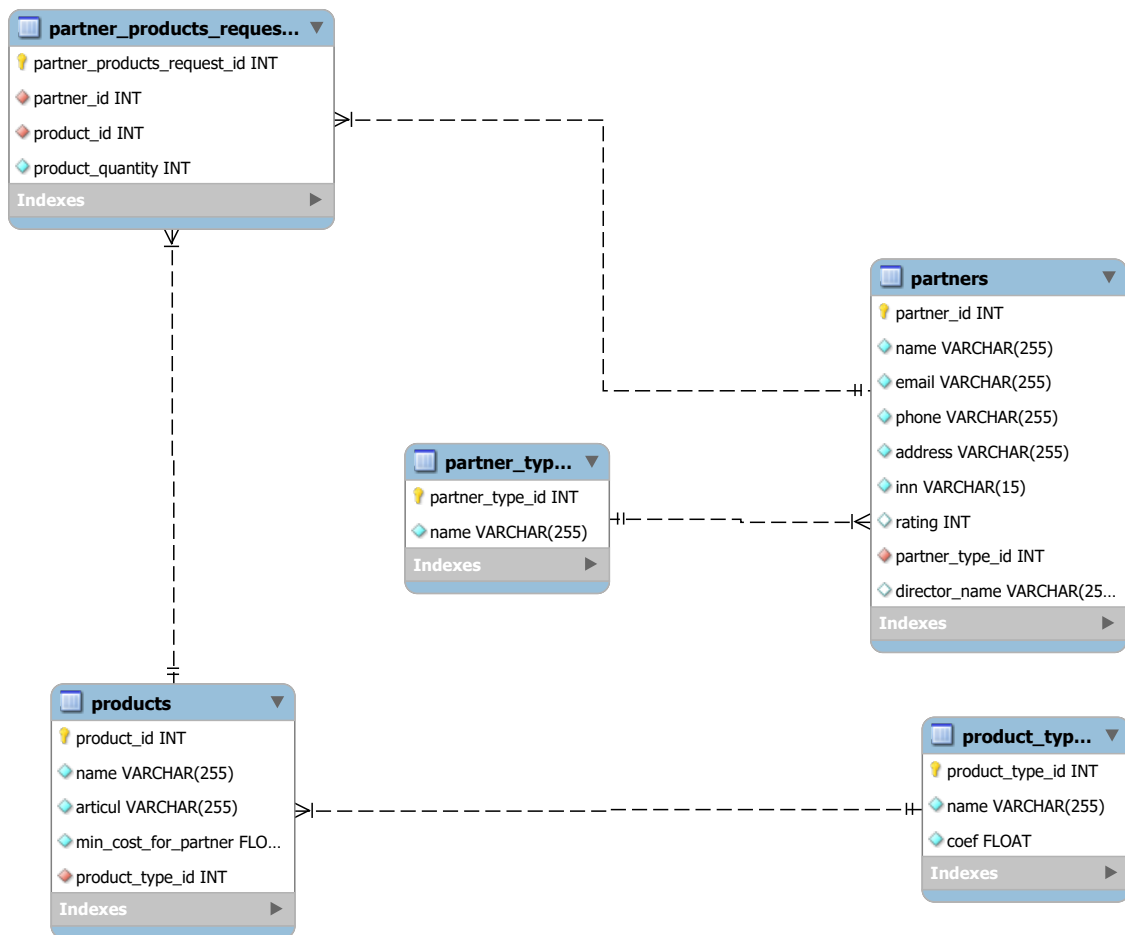 partner_products_reques...
partner_products_request_id INT
partner_id INT
product_id INT
product_quantity INT
Indexes
partners
partner_id INT
name VARCHAR(255)
email VARCHAR(255)
phone VARCHAR(255)
address VARCHAR(255)
inn VARCHAR(15)
rating INT
partner_type_id INT
director_name VARCHAR(25...
Indexes
partner_typ...
partner_type_id INT
name VARCHAR(255)
Indexes
products
product_id INT
name VARCHAR(255)
articul VARCHAR(255)
min_cost_for_partner FLO...
product_type_id INT
Indexes
product_typ...
product_type_id INT
name VARCHAR(255)
coef FLOAT
Indexes